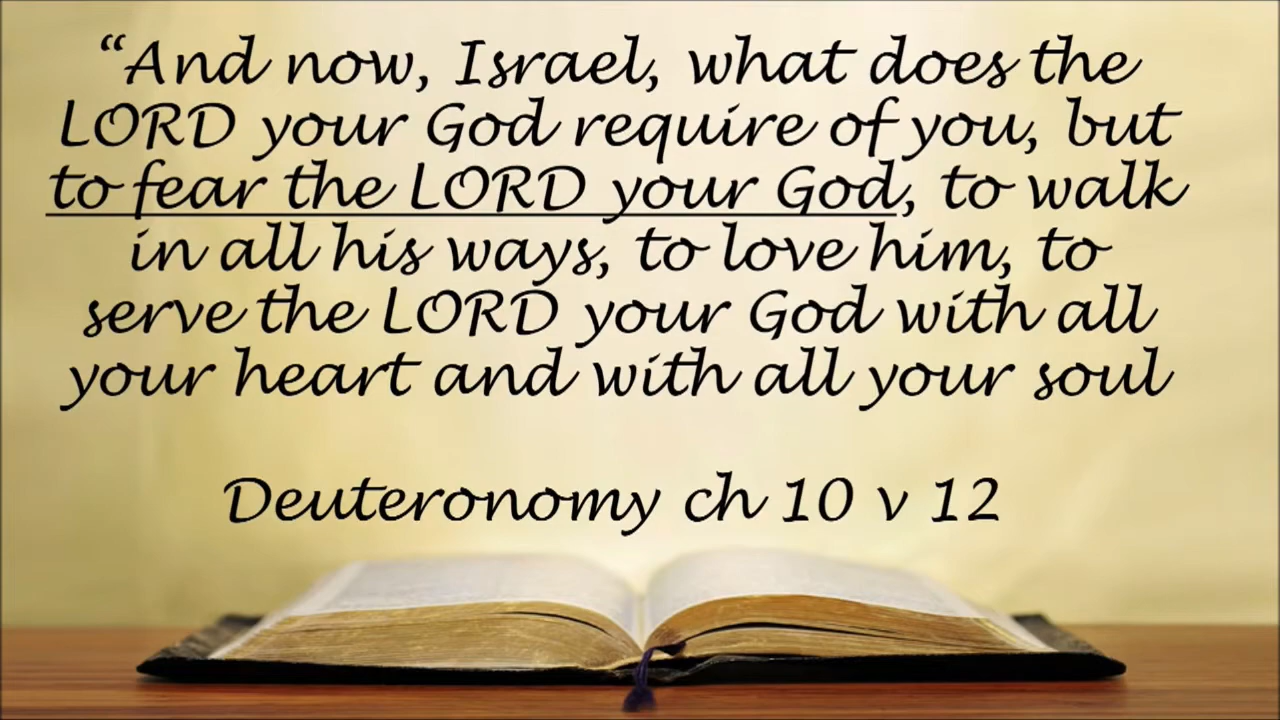 “And now, Israel, what does the
LORD your God require of you, but
to fear the LORD your God, to walk
in all his ways, to love him, to
serve the LORD your God with all
your heart and with all your soul
Deuteronomy ch 10 v 12